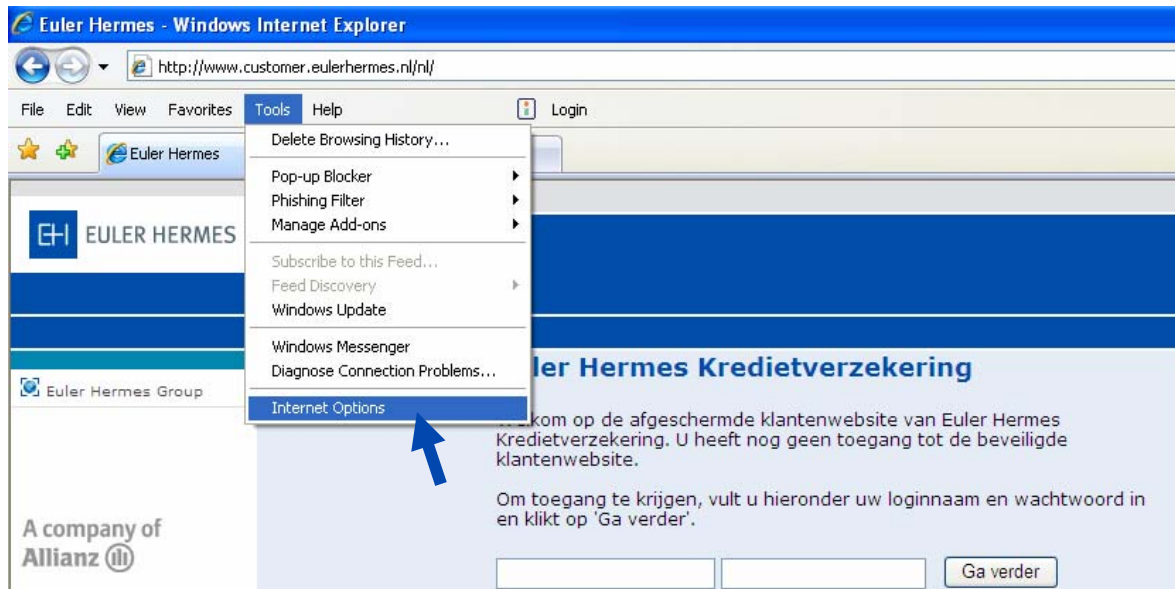 Euler Hermes - Windows Internet Explorer
http://www.customer.eulerhermes.nl/nl/
File Edit View Favorites Tools Help Login
Euler Hermes
Delete Browsing History...
Pop-up Blocker
Phishing Filter
Manage Add-ons
Subscribe to this Feed...
Feed Discovery
Windows Update
Windows Messenger
Diagnose Connection Problems...
Internet Options
EH EULER HERMES
Euler Hermes Group
A company of
Allianz
ler Hermes Kredietverzekering
kom op de afgeschermde klantenwebsite van Euler Hermes
Kredietverzekering. U heeft nog geen toegang tot de beveiligde
klantenwebsite.
Om toegang te krijgen, vult u hieronder uw loginnaam en wachtwoord in
en klikt op 'Ga verder'.
Ga verder